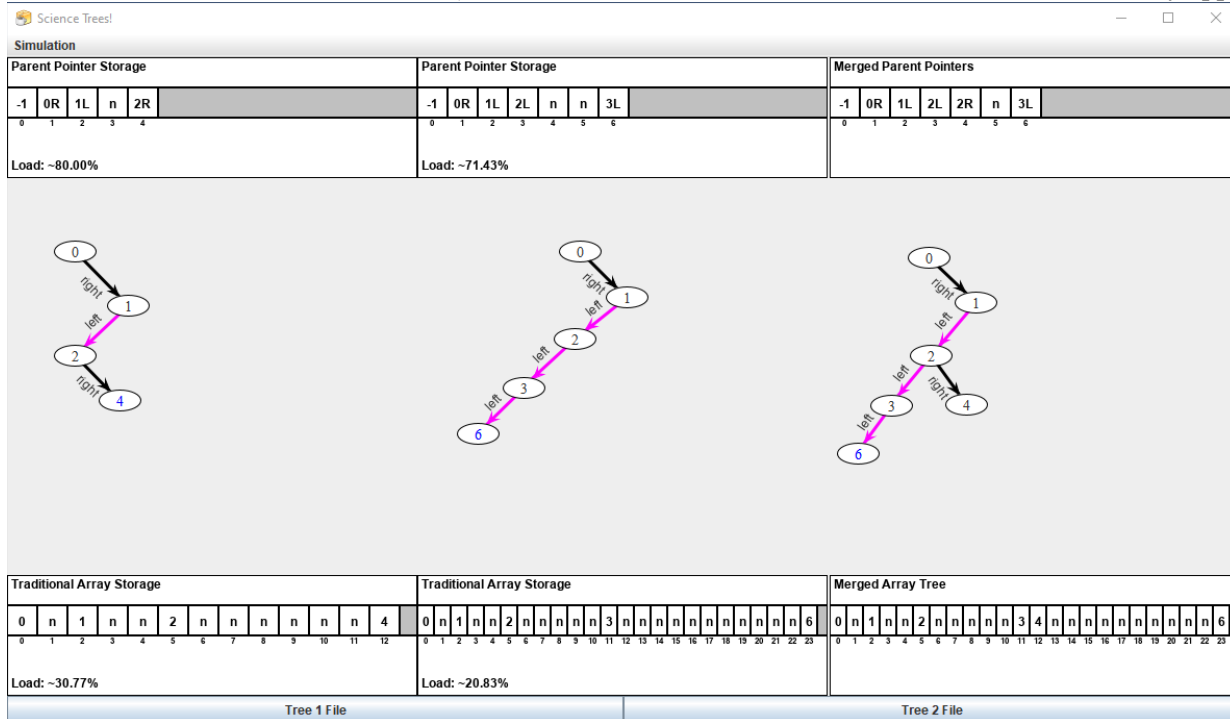 Science Trees!
Simulation
Parent Pointer Storage
-1 0R 1L n 2R
0 1 2 3 4
Load: ~80.00%
Parent Pointer Storage
-1 0R 1L 2L n n 3L
0 1 2 3 4 5 6
Load: ~71.43%
Merged Parent Pointers
-1 0R 1L 2L 2R n 3L
0 1 2 3 4 5 6
0
right
1
left
2
right
4
0
right
1
left
2
left
3
left
6
0
right
1
left
2
left
right
3
4
left
6
Traditional Array Storage
0 n 1 n n 2 n n n n n n 4
0 1 2 3 4 5 6 7 8 9 10 11 12
Load: ~30.77%
Traditional Array Storage
0 n 1 n n 2 n n n n n 3 n n n n n n n n n n n 6
0 1 2 3 4 5 6 7 8 9 10 11 12 13 14 15 16 17 18 19 20 21 22 23
Load: ~20.83%
Merged Array Tree
0 n 1 n n 2 n n n n n 3 4 n n n n n n n n n n 6
0 1 2 3 4 5 6 7 8 9 10 11 12 13 14 15 16 17 18 19 20 21 22 23
Tree 1 File
Tree 2 File